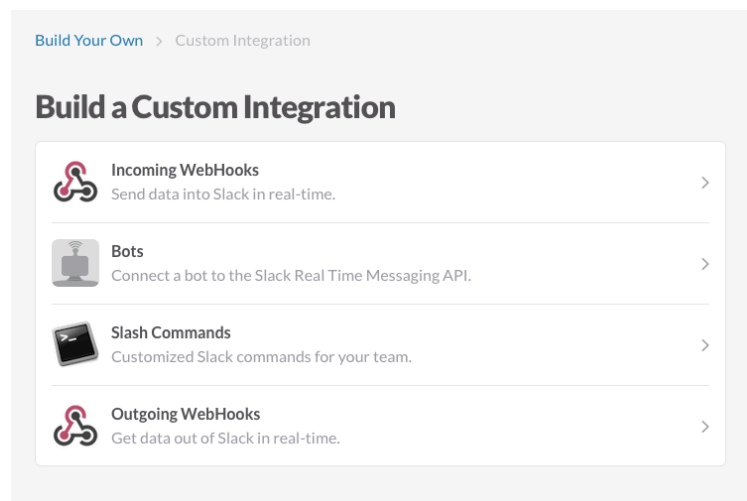 Build Your Own > Custom Integration
Build a Custom Integration
Incoming WebHooks
Send data into Slack in real-time.
Bots
Connect a bot to the Slack Real Time Messaging API.
>_
Slash Commands
Customized Slack commands for your team.
Outgoing WebHooks
Get data out of Slack in real-time.